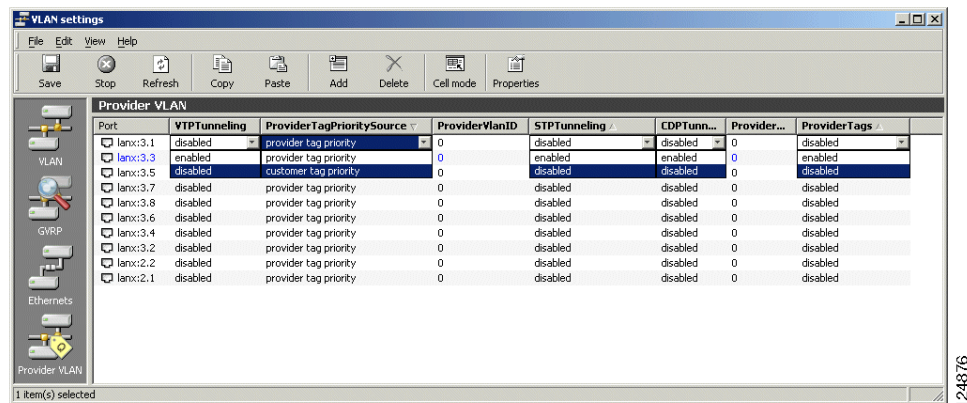 VLAN settings
File Edit View Help
Save Stop Refresh Copy Paste Add Delete Cell mode Properties
Provider VLAN
Port VTPTunneling ProviderTagPrioritySource ProviderVlanID STPTunneling CDPTunn... Provider... ProviderTags
lanx:3.1 disabled provider tag priority 0 disabled disabled 0 disabled
lanx:3.3 enabled provider tag priority 0 enabled enabled 0 enabled
lanx:3.5 disabled customer tag priority 0 disabled disabled 0 disabled
lanx:3.7 disabled provider tag priority 0 disabled disabled 0 disabled
lanx:3.8 disabled provider tag priority 0 disabled disabled 0 disabled
lanx:3.6 disabled provider tag priority 0 disabled disabled 0 disabled
lanx:3.4 disabled provider tag priority 0 disabled disabled 0 disabled
lanx:3.2 disabled provider tag priority 0 disabled disabled 0 disabled
lanx:2.2 disabled provider tag priority 0 disabled disabled 0 disabled
lanx:2.1 disabled provider tag priority 0 disabled disabled 0 disabled
VLAN
GVRP
Ethernets
Q
Provider VLAN
1 item(s) selected
24876